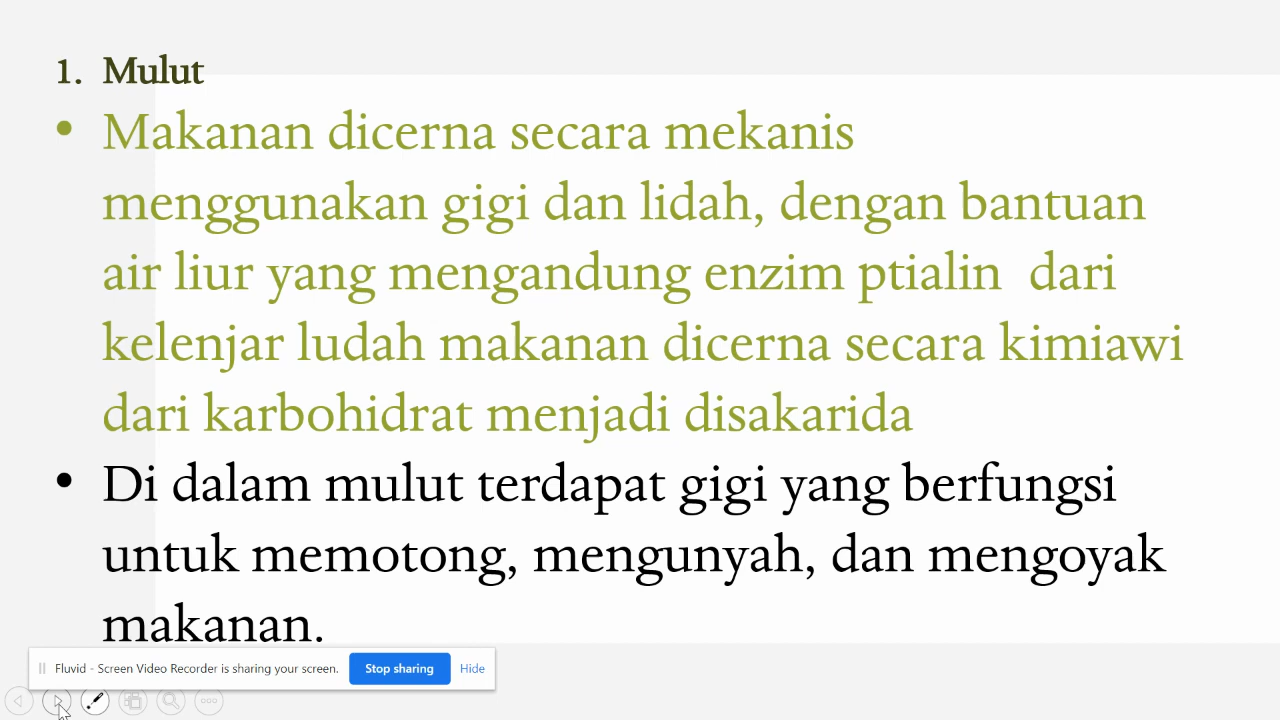 1. Mulut
• Makanan dicerna secara mekanis
menggunakan gigi dan lidah, dengan bantuan
air liur yang mengandung enzim ptialin  dari
kelenjar ludah makanan dicerna secara kimiawi
dari karbohidrat menjadi disakarida
• Di dalam mulut terdapat gigi yang berfungsi
untuk memotong, mengunyah, dan mengoyak
makanan.
Fluvid - Screen Video Recorder is sharing your screen. Stop sharing Hide